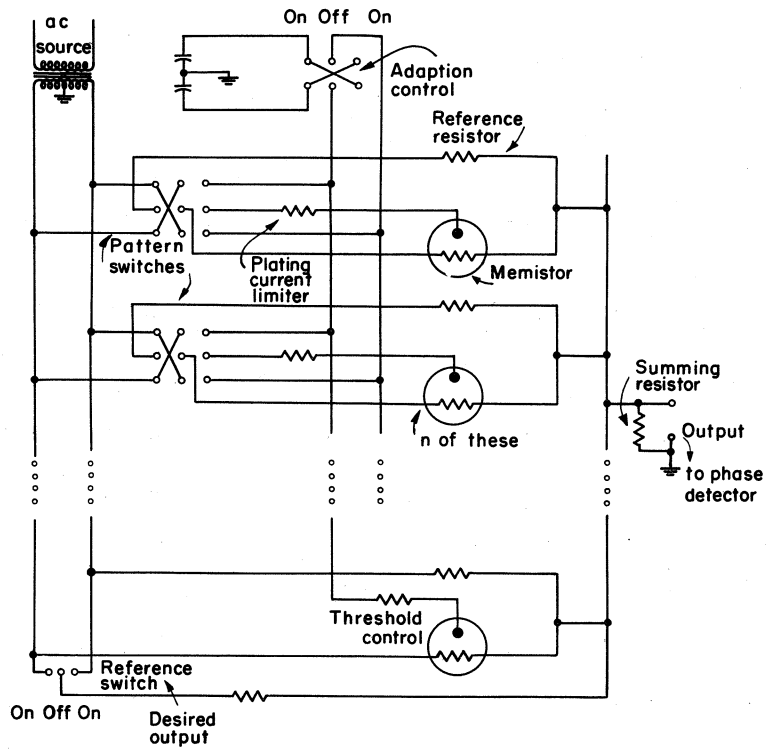 ac
source
On Off On
Adaption
control
Reference
resistor
Pattern
switches
Plating
current
limiter
Memistor
Summing
resistor
n of these
Output
to phase
detector
Threshold
control
Reference
switch
On Off On
Desired
output